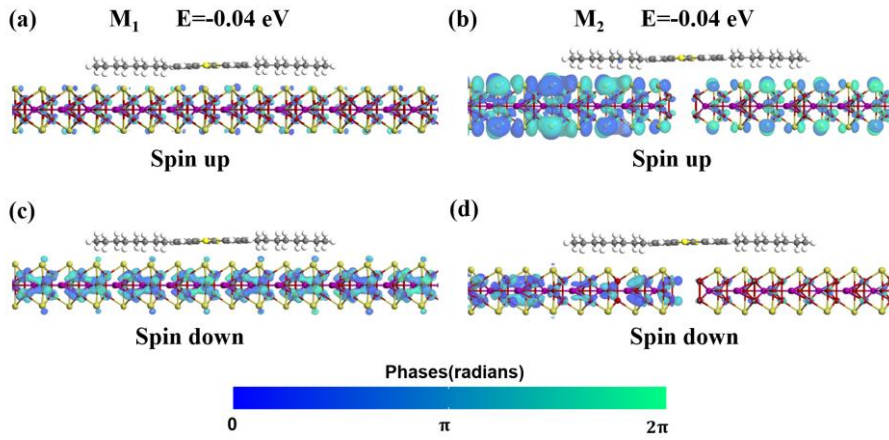 (a) M₁ E=-0.04 eV
(b) M₂ E=-0.04 eV
Spin up
Spin up
(c)
(d)
Spin down
Spin down
Phases(radians)
0 π 2π